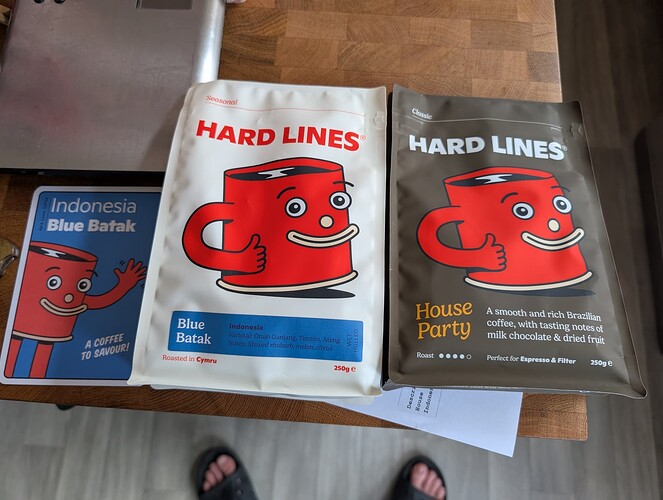 Indonesia
Blue Batak
A COFFEE
TO SAVOUR!
Seasonal
HARD LINES®
Blue
Batak
Indonesia
Roasted in Cymru
250g e
Classic
HARD LINES®
House
Party
A smooth and rich Brazilian
coffee, with tasting notes of
milk chocolate & dried fruit
Roast
Perfect for Espresso & Filter
250g e
House
Indones